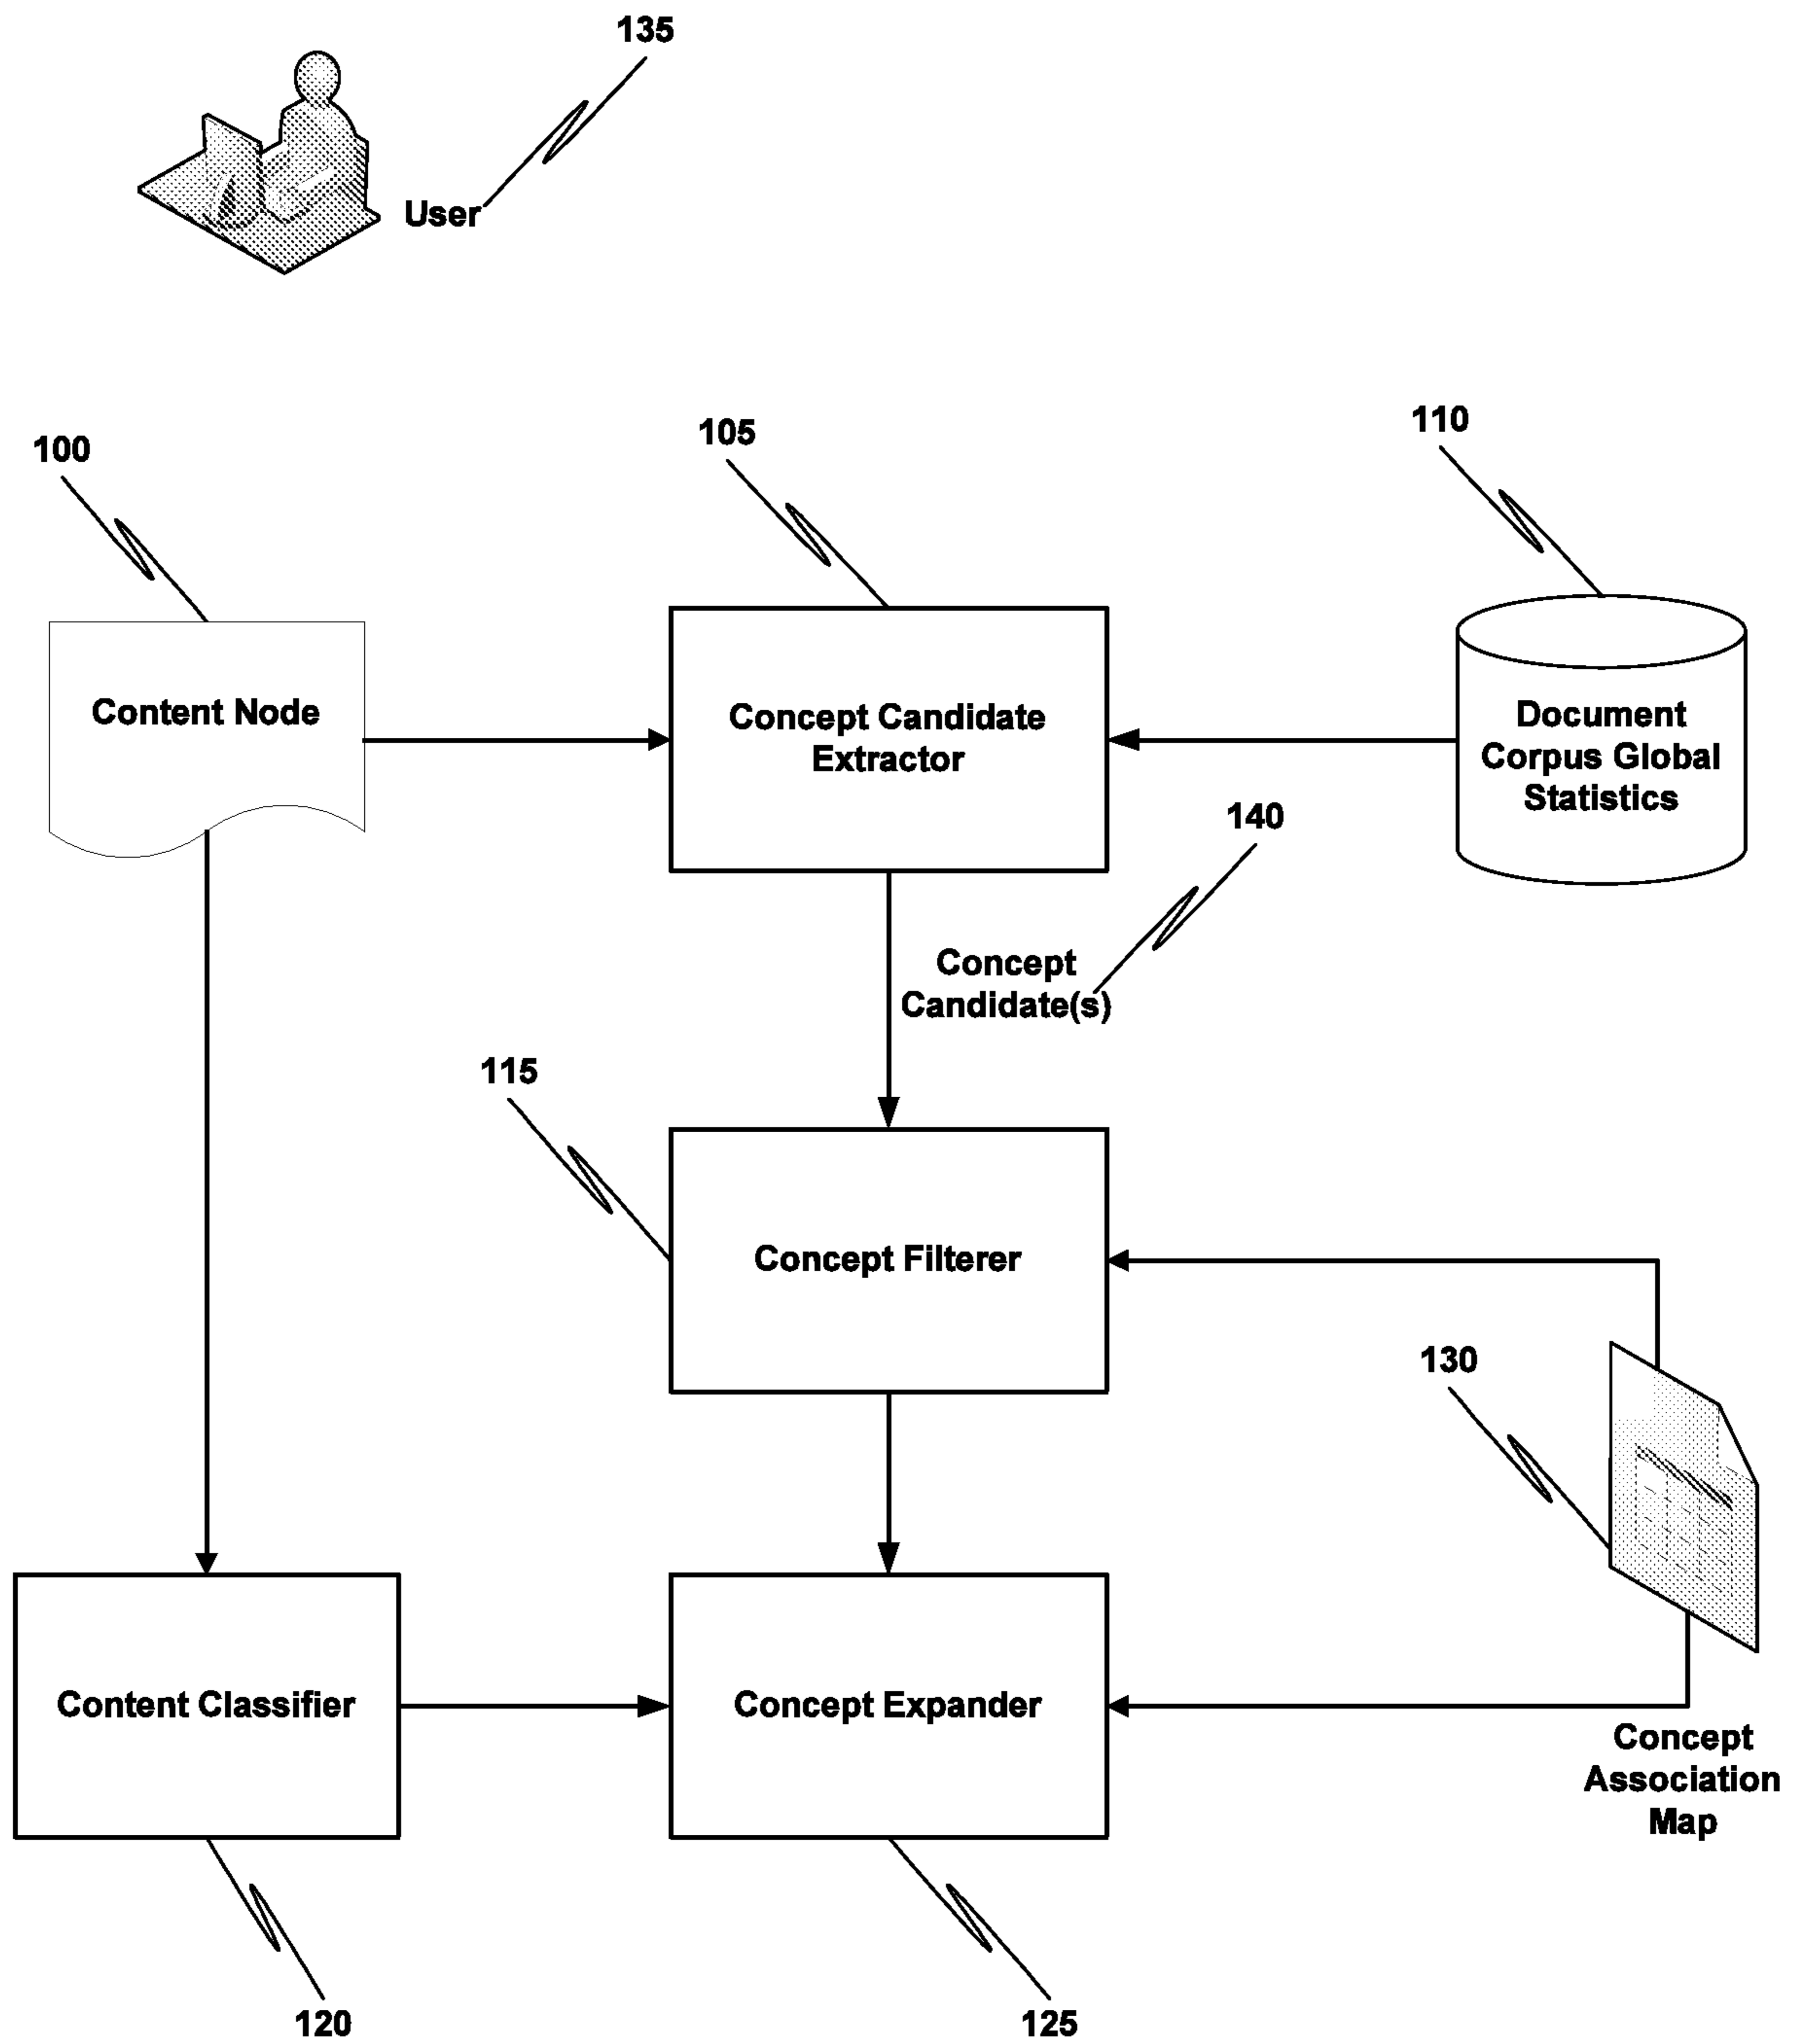 135
User
100
105
110
Content Node
Concept Candidate
Extractor
Document
Corpus Global
Statistics
140
Concept
Candidate(s)
115
Concept Filterer
130
Content Classifier
Concept Expander
Concept
Association
Map
120
125